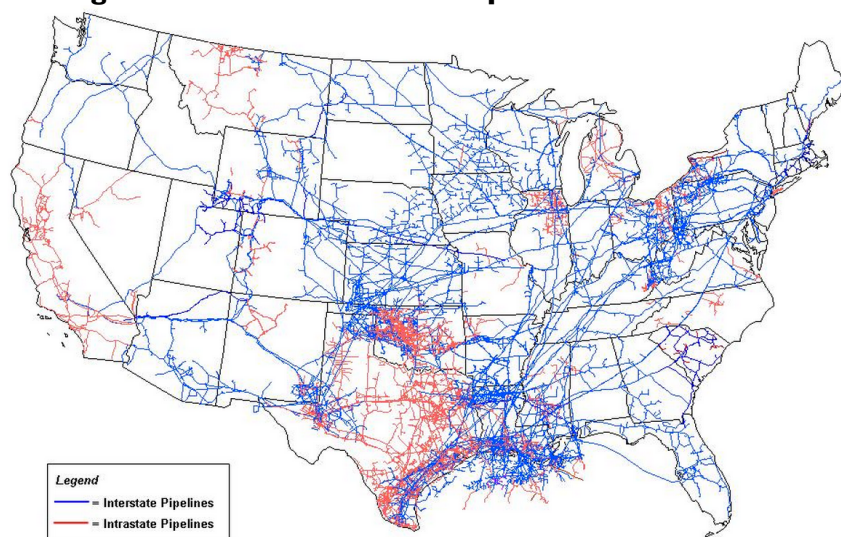 Legend
= Interstate Pipelines
= Intrastate Pipelines